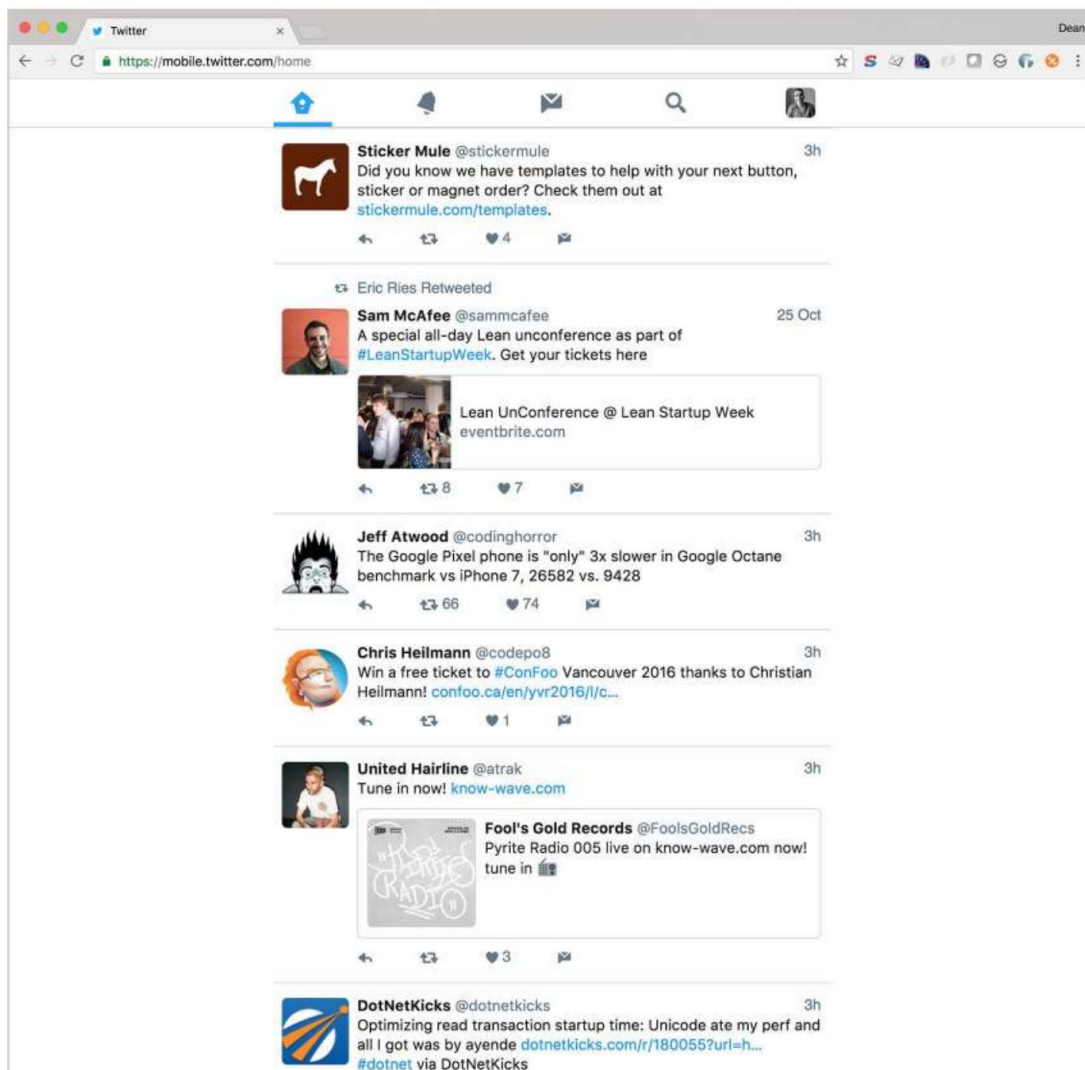 Twitter
Dean
https://mobile.twitter.com/home
Sticker Mule @stickermule 3h
Did you know we have templates to help with your next button,
sticker or magnet order? Check them out at
stickermule.com/templates.
4
Eric Ries Retweeted
Sam McAfee @sammcafee 25 Oct
A special all-day Lean unconference as part of
#LeanStartupWeek. Get your tickets here
Lean UnConference @ Lean Startup Week
eventbrite.com
8 7
Jeff Atwood @codinghorror 3h
The Google Pixel phone is "only" 3x slower in Google Octane
benchmark vs iPhone 7, 26582 vs. 9428
66 74
Chris Heilmann @codepo8 3h
Win a free ticket to #ConFoo Vancouver 2016 thanks to Christian
Heilmann! confoo.ca/en/yvr2016/l/c...
1
United Hairline @atrak 3h
Tune in now! know-wave.com
Fool's Gold Records @FoolsGoldRecs
Pyrite Radio 005 live on know-wave.com now!
tune in 📻
PYRITE
RADIO
3
DotNetKicks @dotnetkicks 3h
Optimizing read transaction startup time: Unicode ate my perf and
all I got was by ayende dotnetkicks.com/r/180055?url=h...
#dotnet via DotNetKicks